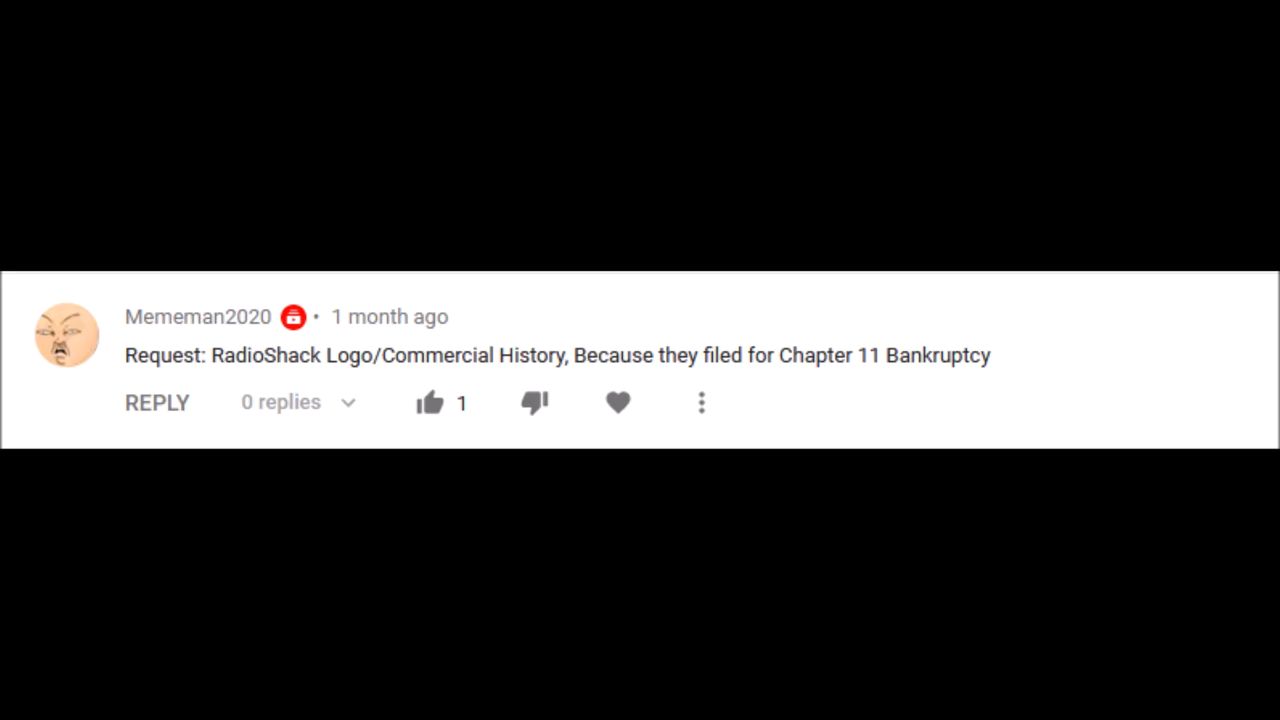 Mememan2020 • 1 month ago
Request: RadioShack Logo/Commercial History, Because they filed for Chapter 11 Bankruptcy
REPLY 0 replies 1